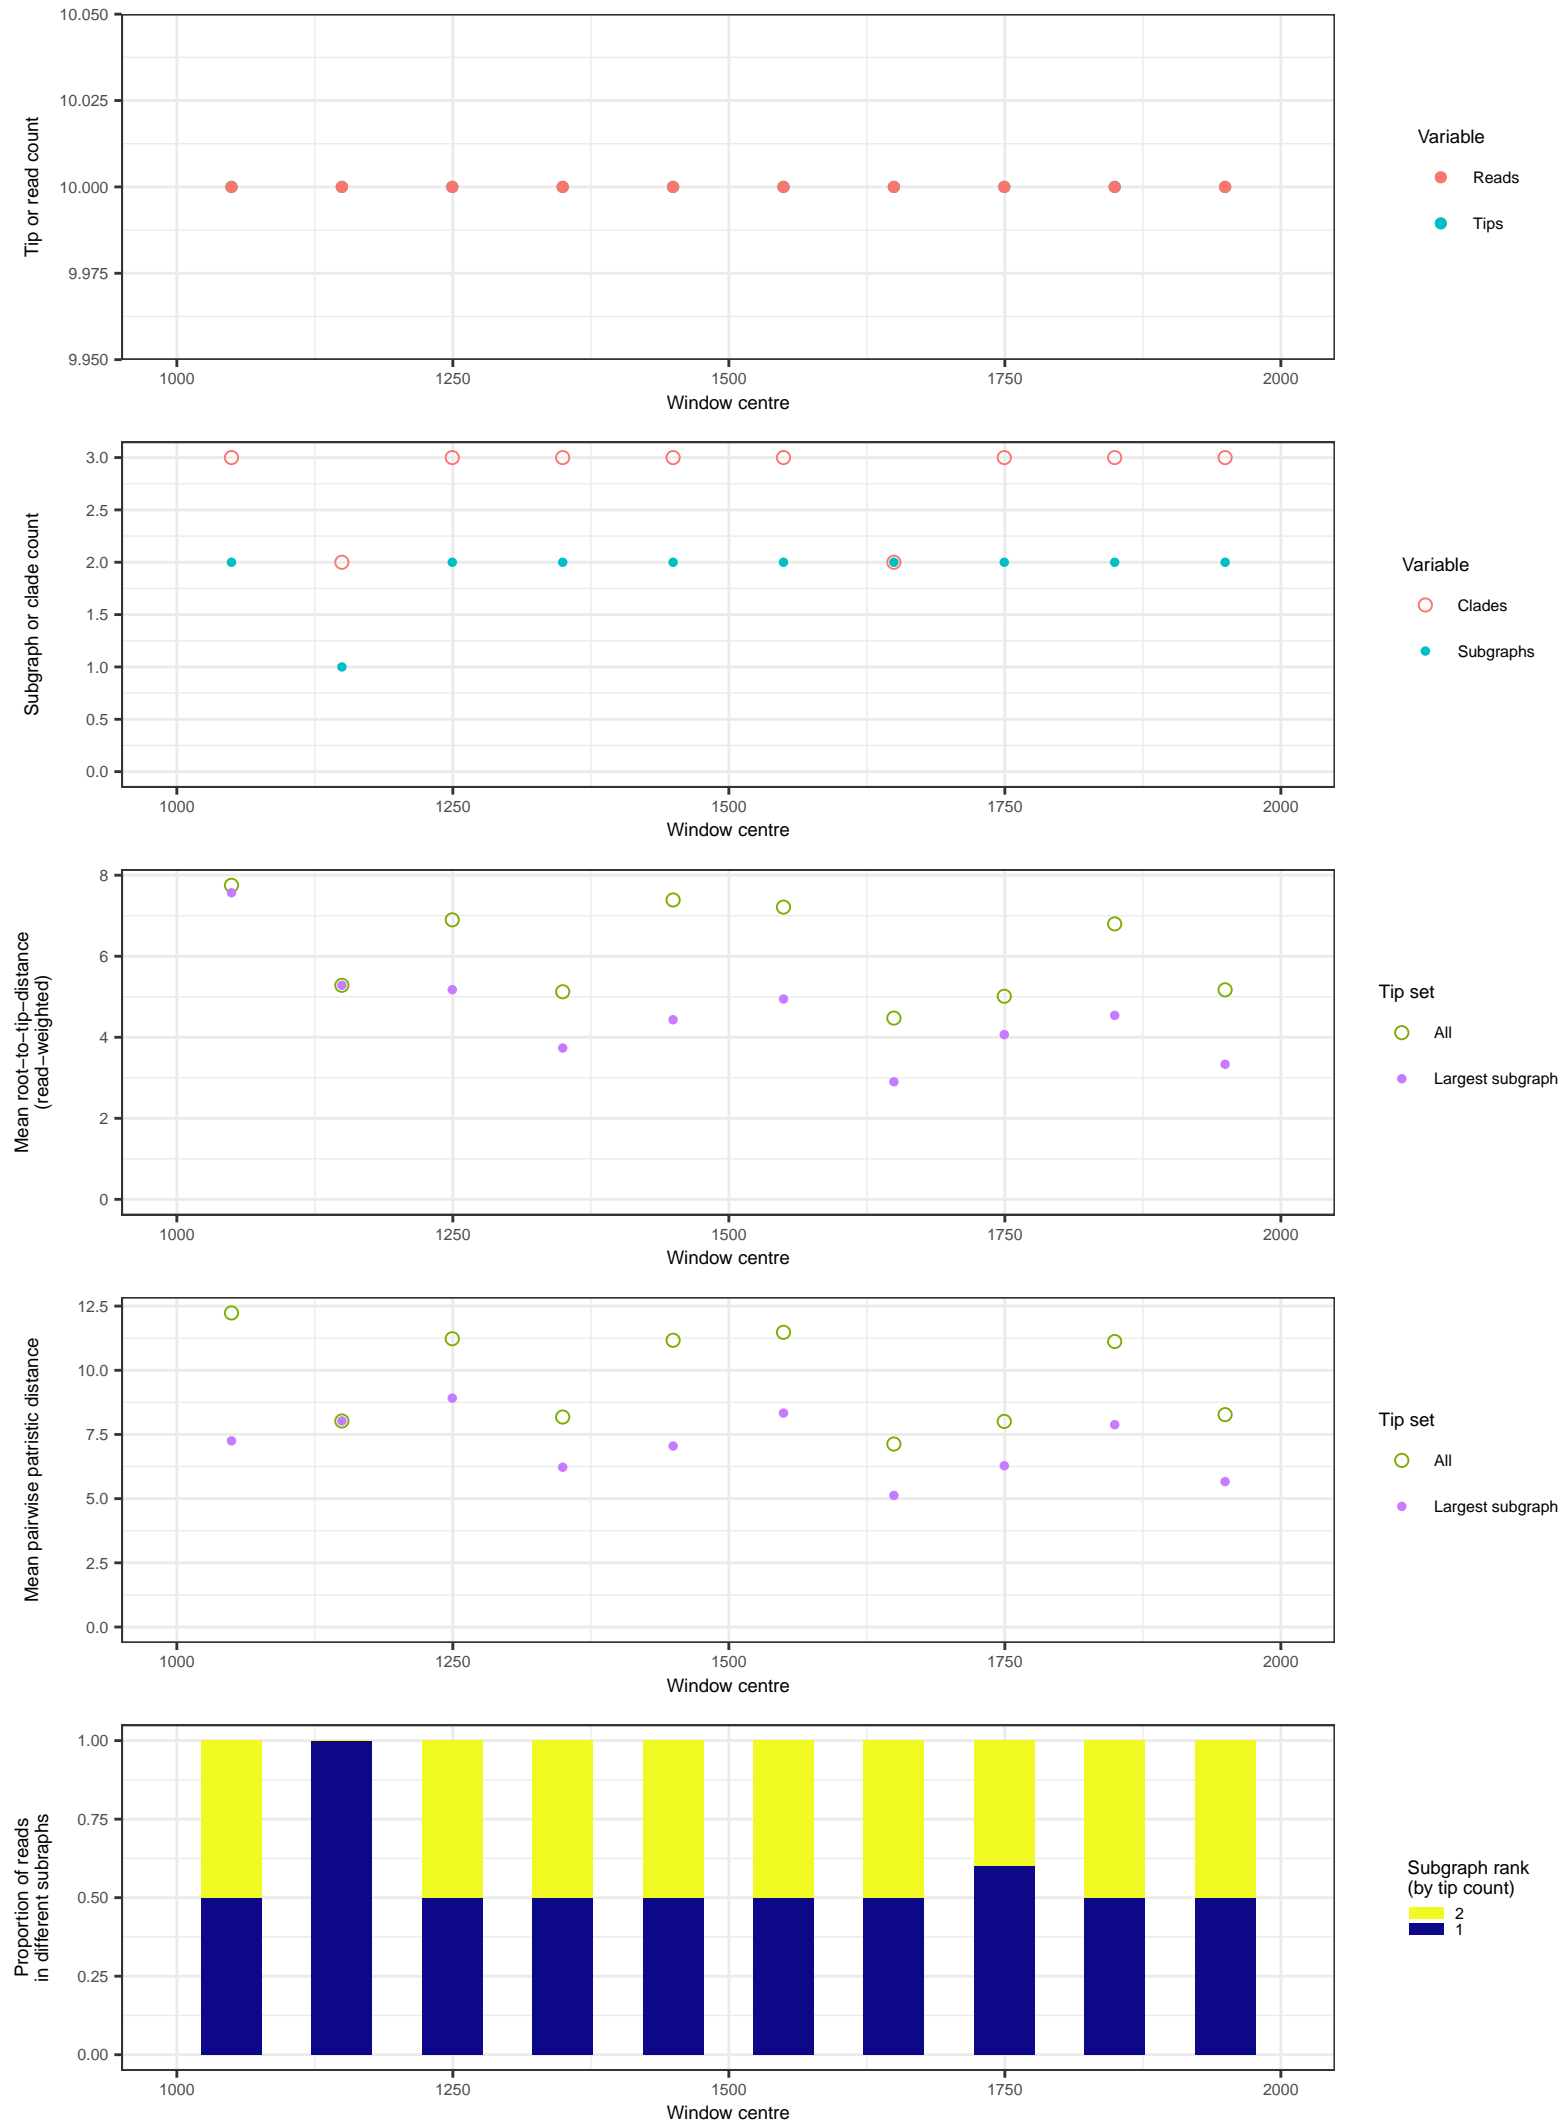 10.050
10.025
10.000
9.975
9.950
Tip or read count
1000 1250 1500 1750 2000
Window centre
Variable
Reads
Tips
3.0
2.5
2.0
1.5
1.0
0.5
0.0
Subgraph or clade count
1000 1250 1500 1750 2000
Window centre
Variable
Clades
Subgraphs
8
6
4
2
0
Mean root−to−tip−distance
(read−weighted)
1000 1250 1500 1750 2000
Window centre
Tip set
All
Largest subgraph
12.5
10.0
7.5
5.0
2.5
0.0
Mean pairwise patristic distance
1000 1250 1500 1750 2000
Window centre
Tip set
All
Largest subgraph
1.00
0.75
0.50
0.25
0.00
Proportion of reads
in different subraphs
1000 1250 1500 1750 2000
Window centre
Subgraph rank
(by tip count)
2
1